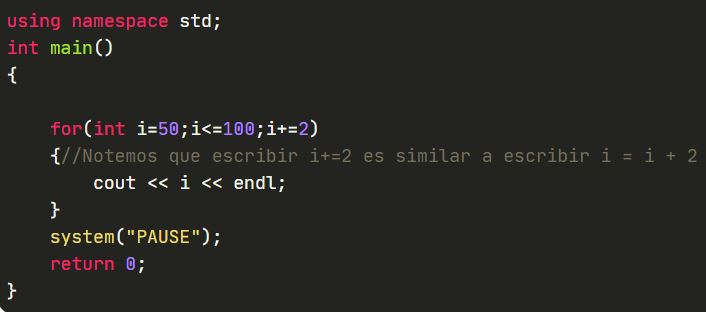 using namespace std;
int main()
{
for(int i=50;i<=100;i+=2)
{//Notemos que escribir i+=2 es similar a escribir i = i + 2
cout << i << endl;
}
system("PAUSE");
return 0;
}